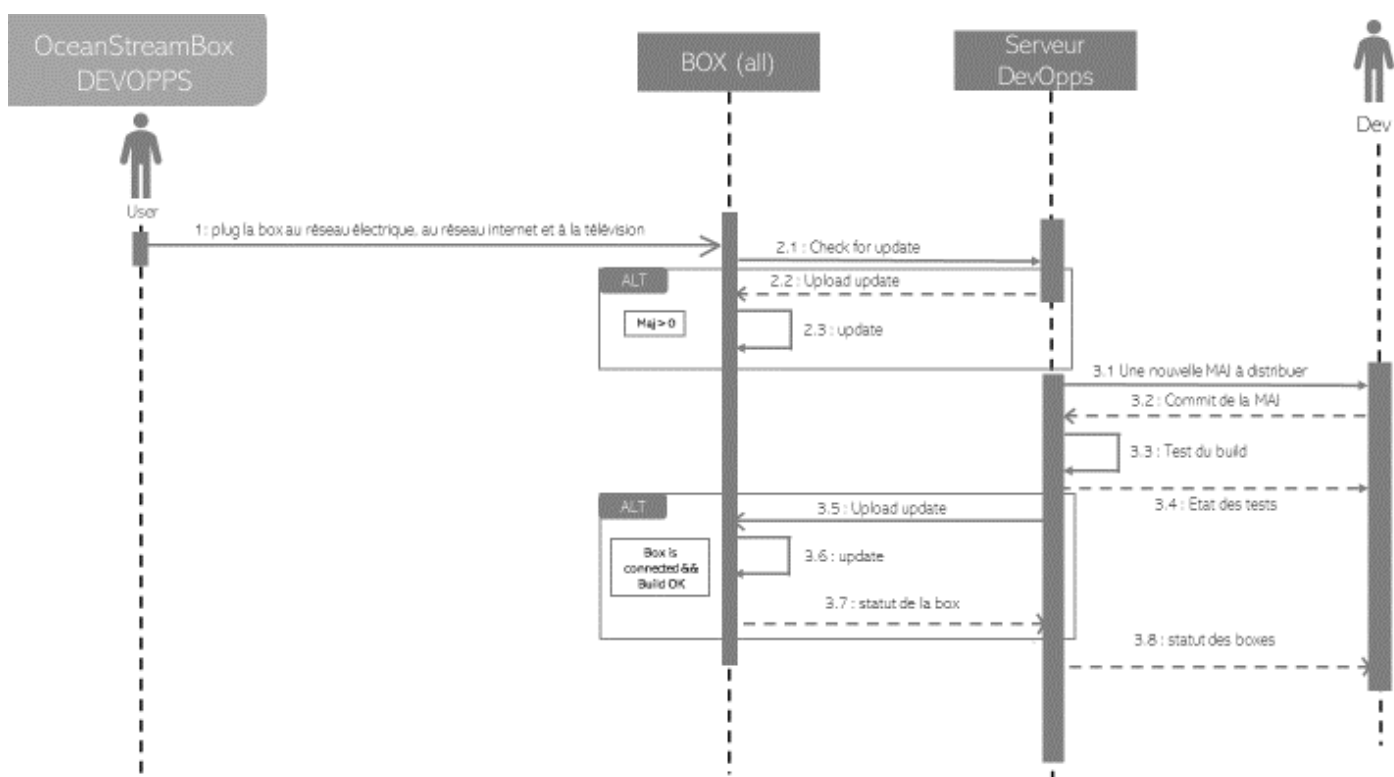 OceanStreamBox
DEVOPPS
BOX (all)
Serveur
DevOpps
Dev
User
1: plug la box au réseau électrique, au réseau internet et à la télévision
2.1 : Check for update
ALT
2.2 : Upload update
Maj > 0
2.3 : update
3.1 Une nouvelle MAJ à distribuer
3.2 : Commit de la MAJ
3.3 : Test du build
3.4 : Etat des tests
ALT
3.5 : Upload update
Box is
connected &&
Build OK
3.6 : update
3.7 : statut de la box
3.8 : statut des boxes